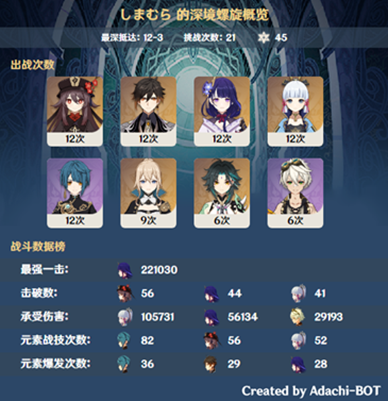 しまむら 的深境螺旋概览
最深抵达: 12-3 挑战次数: 21 45
出战次数
12次 12次 12次 12次
12次 9次 6次 6次
战斗数据榜
最强一击: 221030
击破数: 56 44 41
承受伤害: 105731 56134 29193
元素战技次数: 82 56 52
元素爆发次数: 36 29 28
Created by Adachi-BOT